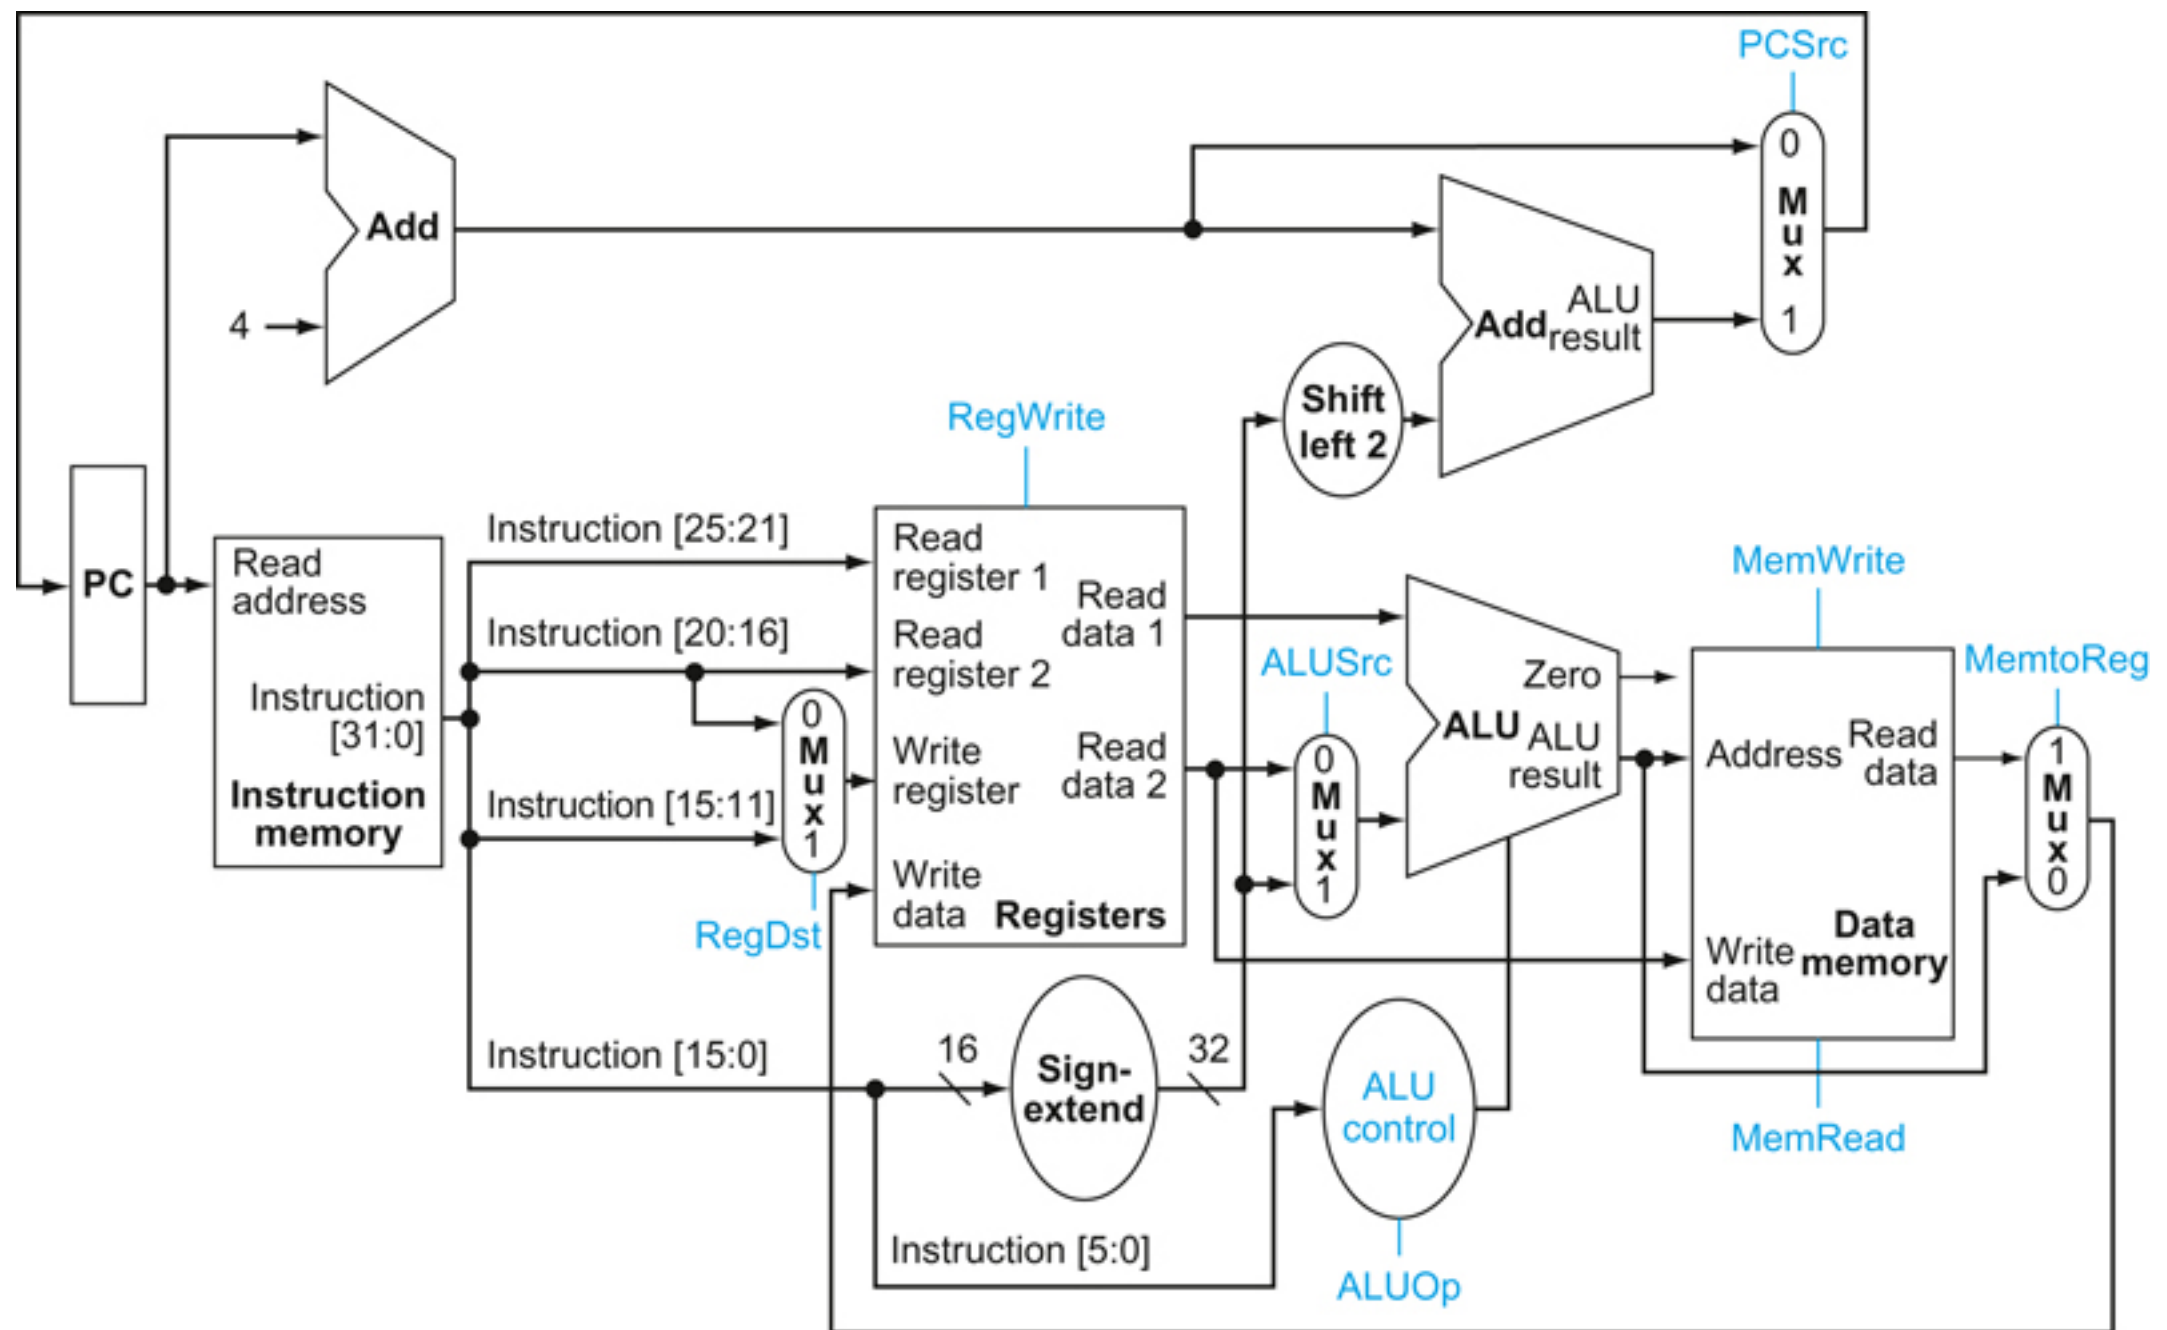 PCSrc
0
M
u
x
1
Add
4
Add
ALU
result
Shift
left 2
RegWrite
PC
Read
address
Instruction
[31:0]
Instruction
memory
Instruction [25:21]
Instruction [20:16]
Instruction [15:11]
0
M
u
x
1
RegDst
Read
register 1
Read
register 2
Write
register
Write
data
Read
data 1
Read
data 2
Registers
ALUSrc
0
M
u
x
1
Zero
ALU
ALU
result
MemWrite
Address
Read
data
Write
data
Data
memory
MemRead
MemtoReg
1
M
u
x
0
Instruction [15:0]
16
Sign-
extend
32
ALU
control
Instruction [5:0]
ALUOp